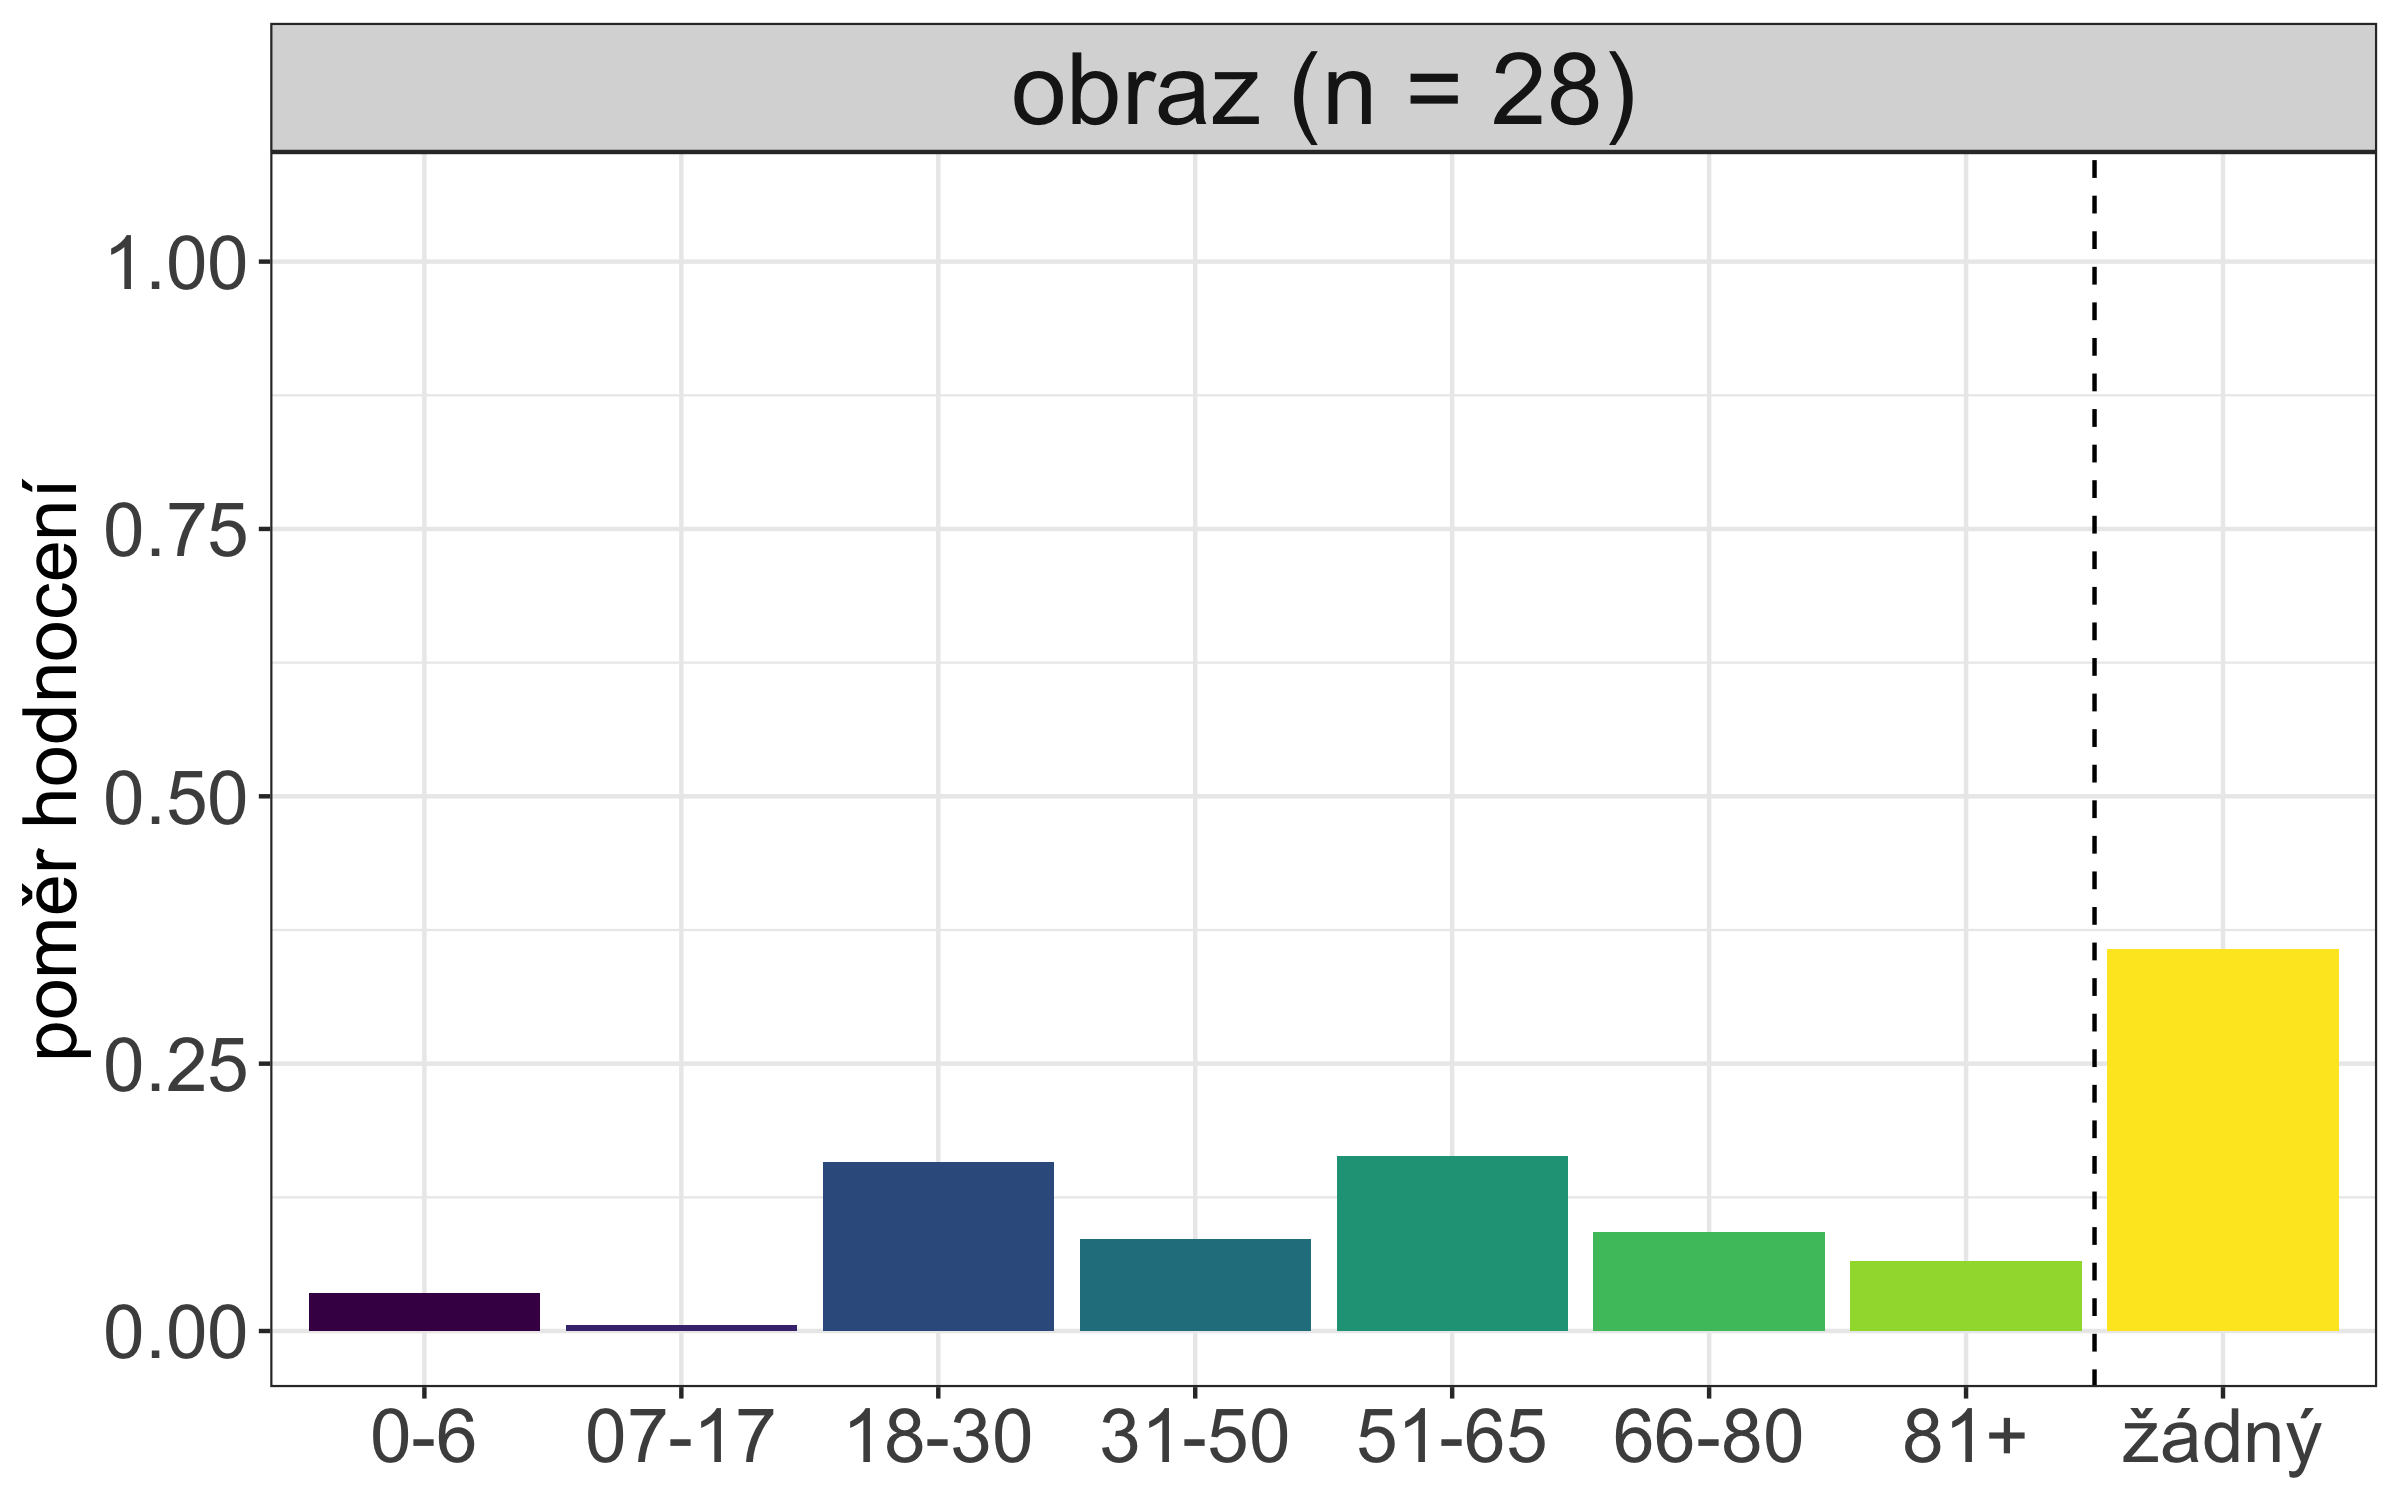 obraz (n = 28)
poměr hodnocení
1.00
0.75
0.50
0.25
0.00
0-6 07-17 18-30 31-50 51-65 66-80 81+ žádný